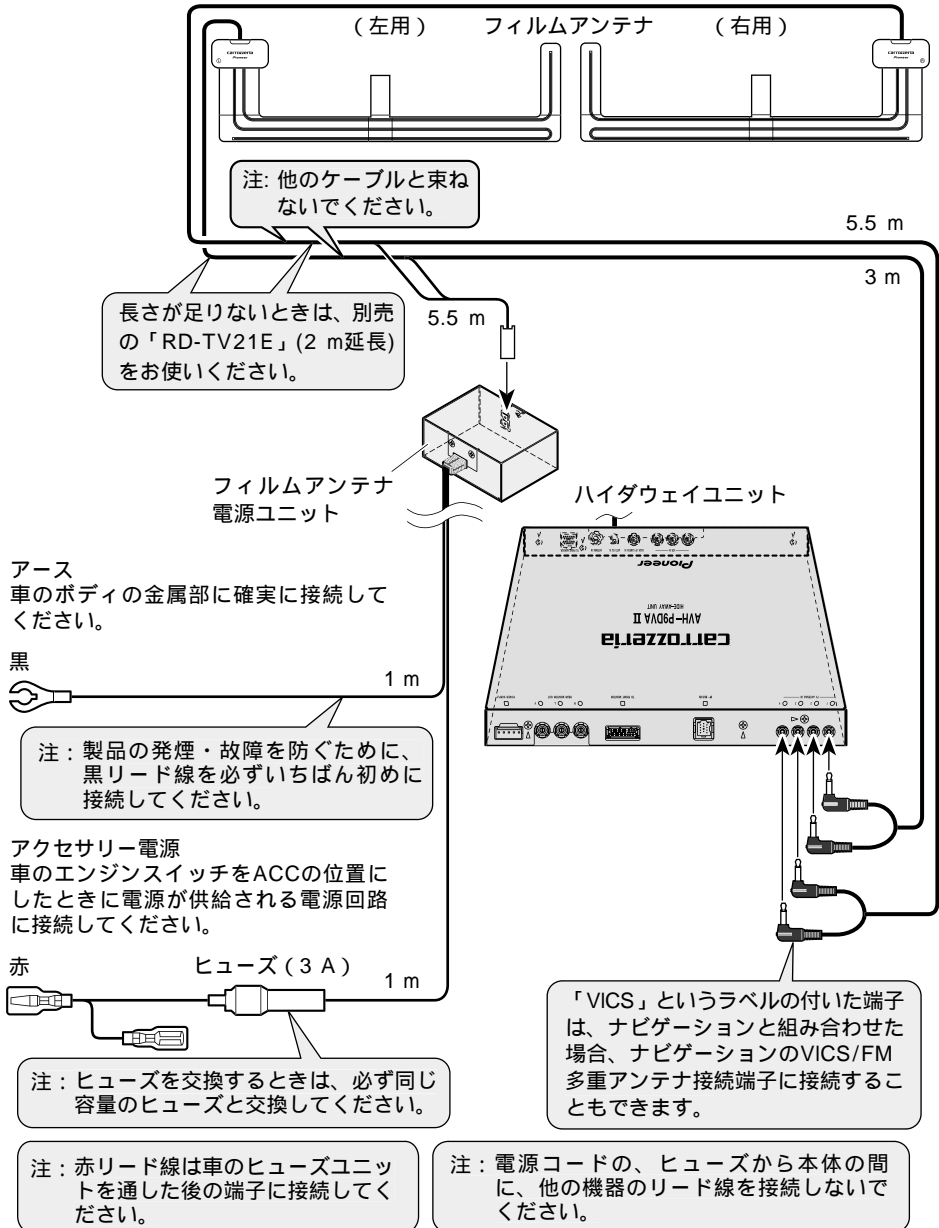 （左用） フィルムアンテナ （右用）
carrozzeria
Pioneer
carrozzeria
Pioneer
注: 他のケーブルと束ね
ないでください。
5.5 m
3 m
長さが足りないときは、別売
の「RD-TV21E」(2 m延長)
をお使いください。
5.5 m
フィルムアンテナ
電源ユニット
ハイダウェイユニット
Pioneer
HIDE-AWAY UNIT
AVH-P9DVA II
carrozzeria
アース
車のボディの金属部に確実に接続して
ください。
黒
1 m
注：製品の発煙・故障を防ぐために、
黒リード線を必ずいちばん初めに
接続してください。
アクセサリー電源
車のエンジンスイッチをACCの位置に
したときに電源が供給される電源回路
に接続してください。
赤
ヒューズ（3 A）
1 m
「VICS」というラベルの付いた端子
は、ナビゲーションと組み合わせた
場合、ナビゲーションのVICS/FM
多重アンテナ接続端子に接続するこ
ともできます。
注：ヒューズを交換するときは、必ず同じ
容量のヒューズと交換してください。
注：赤リード線は車のヒューズユニッ
トを通した後の端子に接続してく
ださい。
注：電源コードの、ヒューズから本体の間
に、他の機器のリード線を接続しないで
ください。